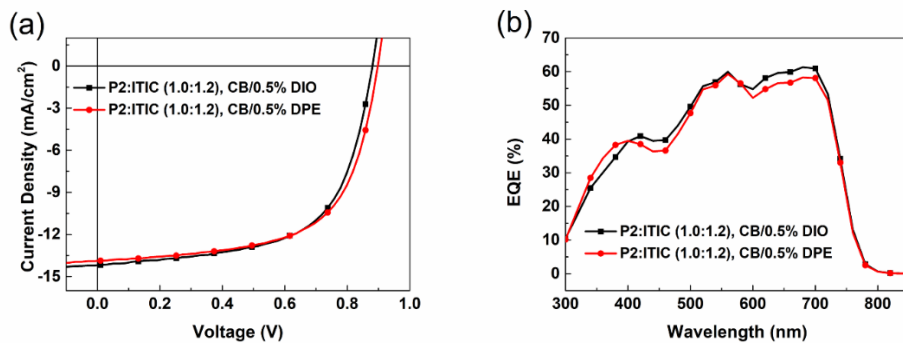 (a)
Current Density (mA/cm²)
0
-3
-6
-9
-12
-15
P2:ITIC (1.0:1.2), CB/0.5% DIO
P2:ITIC (1.0:1.2), CB/0.5% DPE
0.0 0.2 0.4 0.6 0.8 1.0
Voltage (V)
(b)
EQE (%)
70
60
50
40
30
20
10
0
P2:ITIC (1.0:1.2), CB/0.5% DIO
P2:ITIC (1.0:1.2), CB/0.5% DPE
300 400 500 600 700 800
Wavelength (nm)